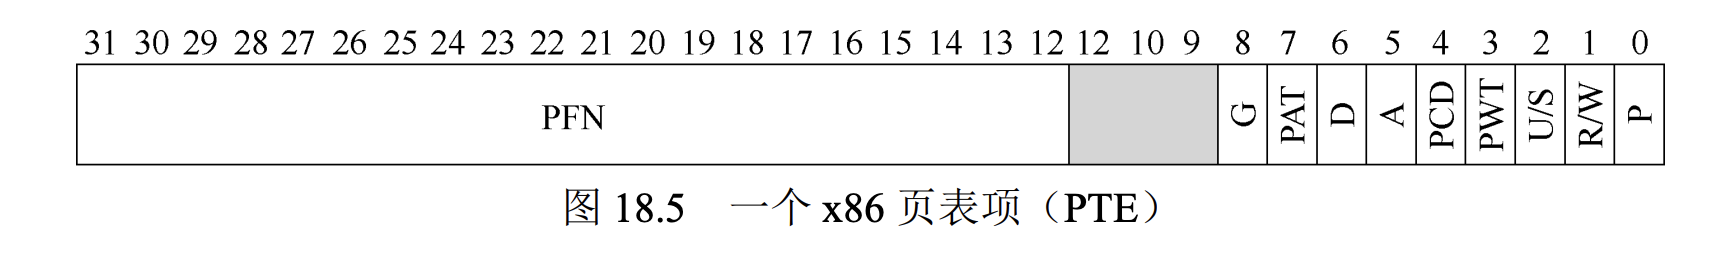 31 30 29 28 27 26 25 24 23 22 21 20 19 18 17 16 15 14 13 12 12 10 9 8 7 6 5 4 3 2 1 0
PFN G PAT D A PCD PWT U/S R/W P
图 18.5 一个 x86 页表项（PTE）